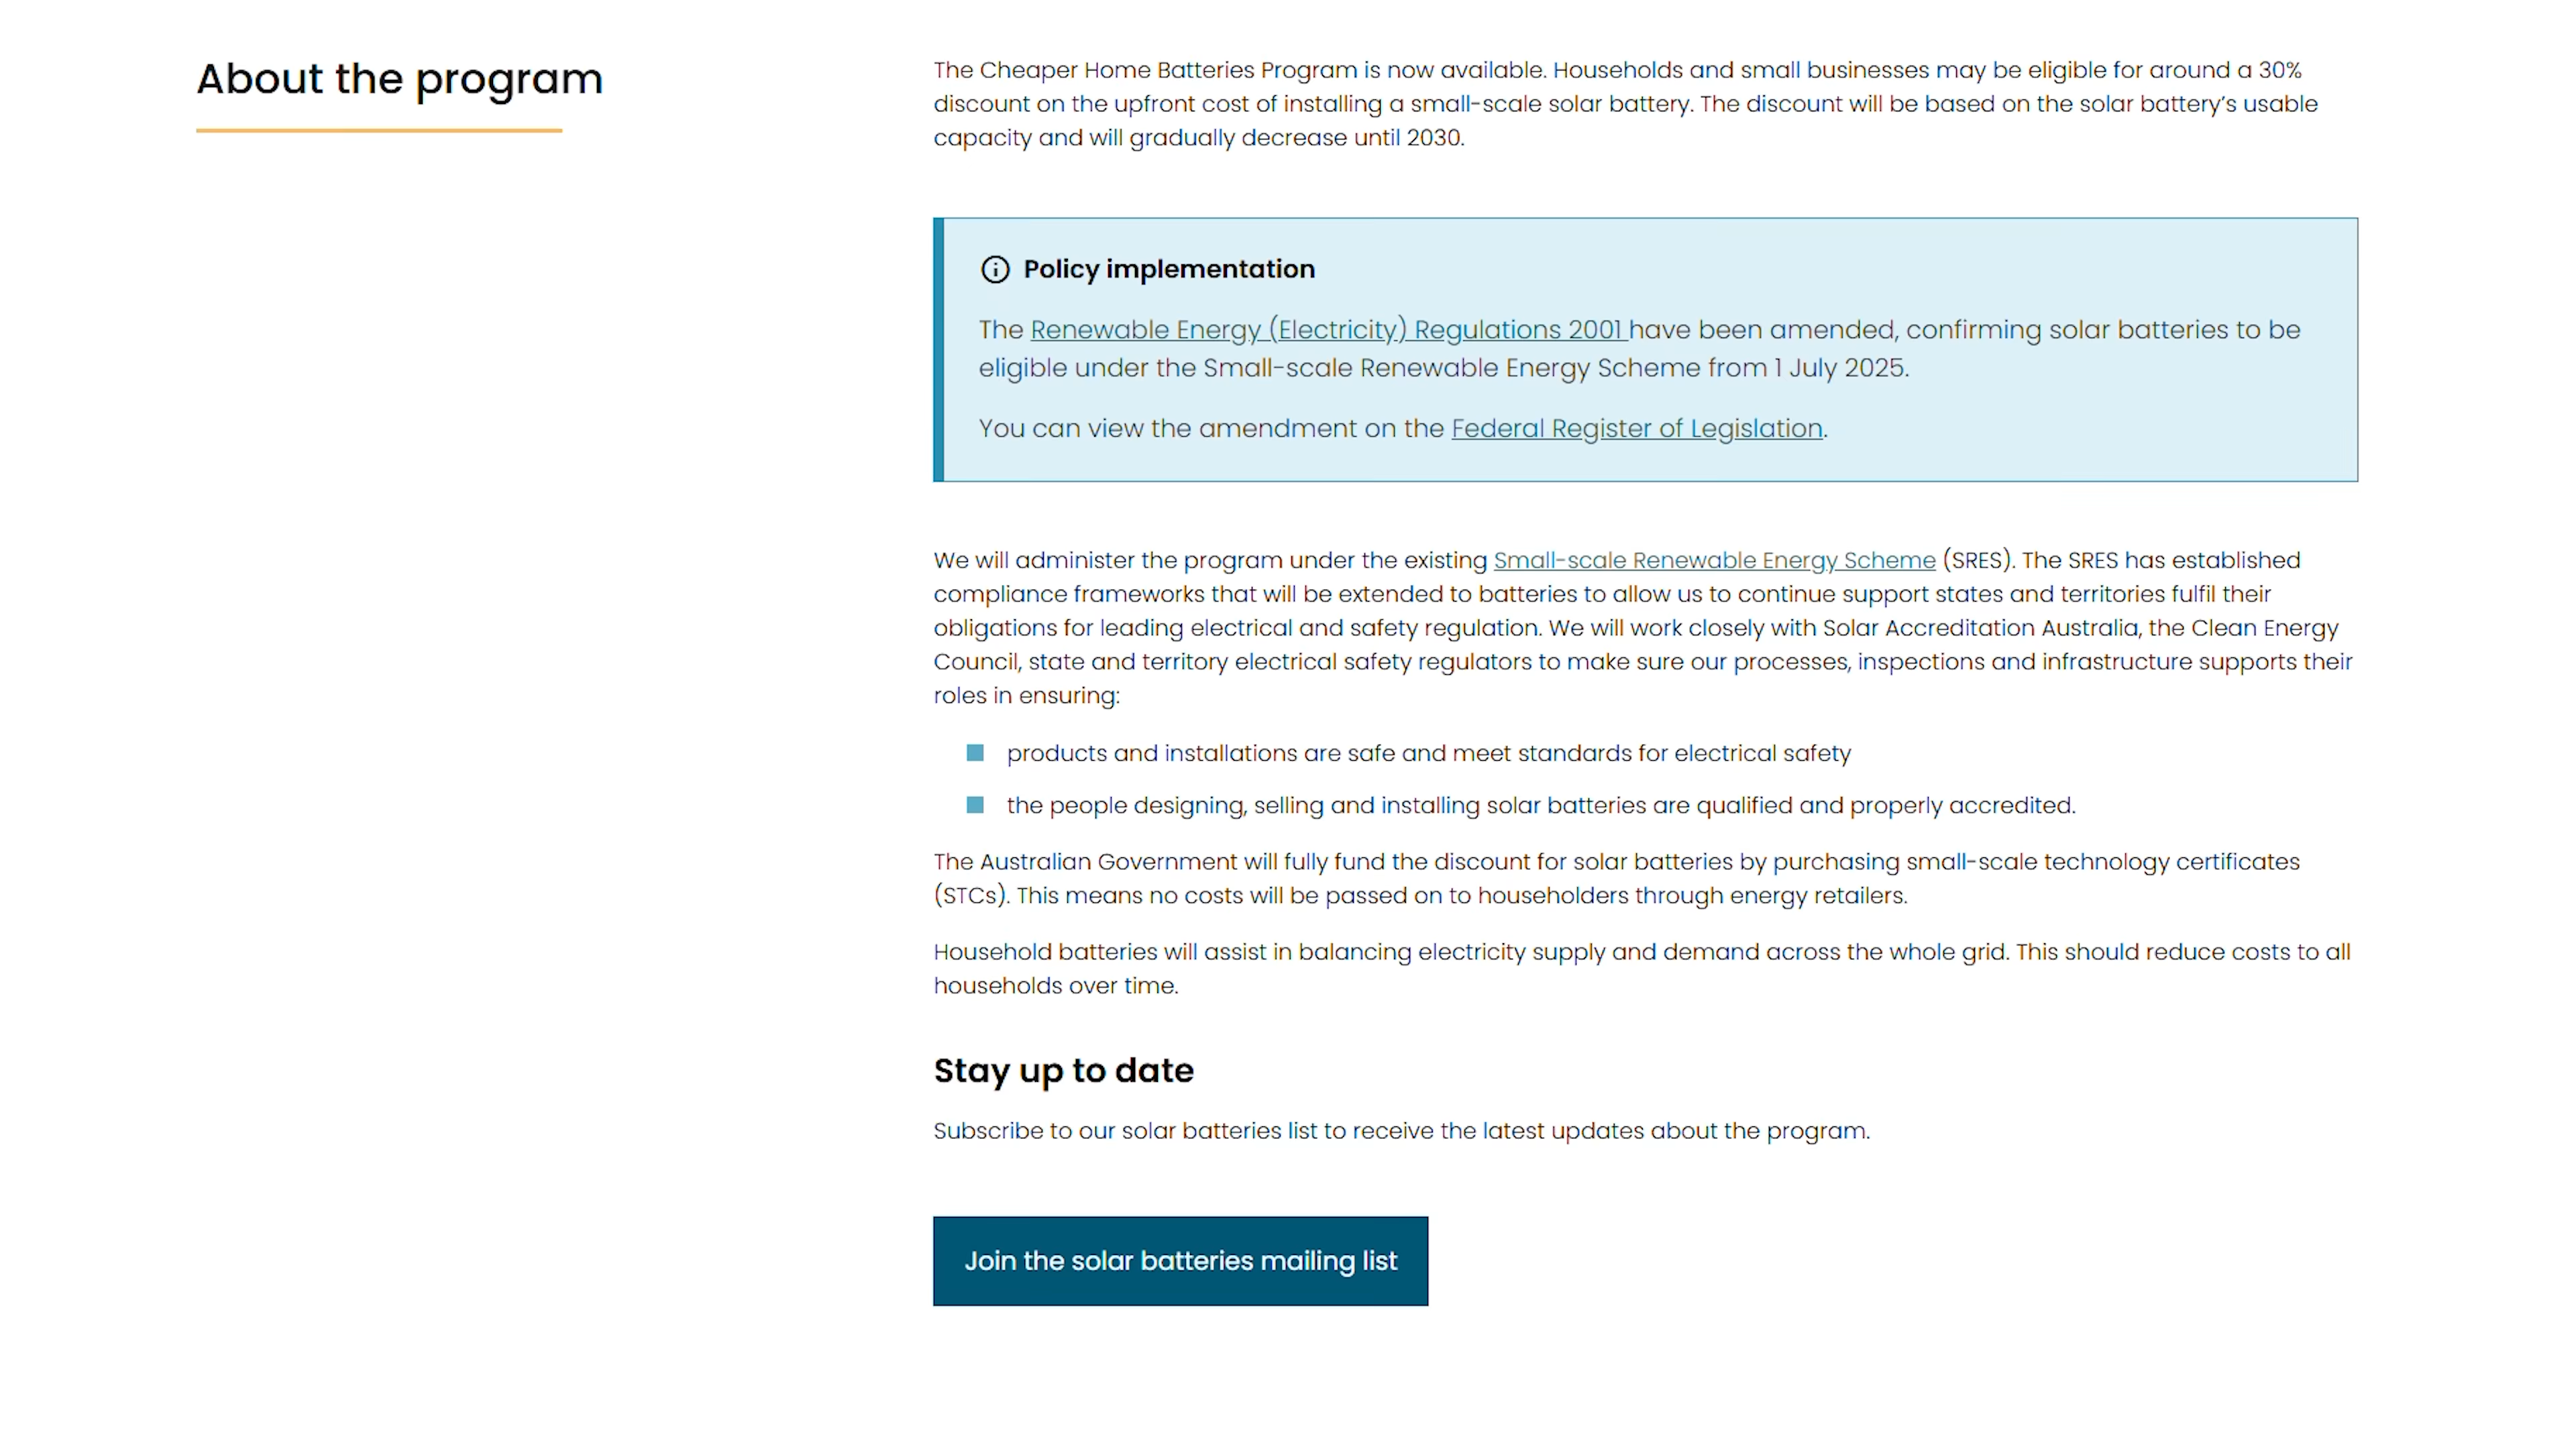 About the program
The Cheaper Home Batteries Program is now available. Households and small businesses may be eligible for around a 30%
discount on the upfront cost of installing a small-scale solar battery. The discount will be based on the solar battery's usable
capacity and will gradually decrease until 2030.
Policy implementation
The Renewable Energy (Electricity) Regulations 2001 have been amended, confirming solar batteries to be
eligible under the Small-scale Renewable Energy Scheme from 1 July 2025.
You can view the amendment on the Federal Register of Legislation.
We will administer the program under the existing Small-scale Renewable Energy Scheme (SRES). The SRES has established
compliance frameworks that will be extended to batteries to allow us to continue support states and territories fulfil their
obligations for leading electrical and safety regulation. We will work closely with Solar Accreditation Australia, the Clean Energy
Council, state and territory electrical safety regulators to make sure our processes, inspections and infrastructure supports their
roles in ensuring:
products and installations are safe and meet standards for electrical safety
the people designing, selling and installing solar batteries are qualified and properly accredited.
The Australian Government will fully fund the discount for solar batteries by purchasing small-scale technology certificates
(STCs). This means no costs will be passed on to householders through energy retailers.
Household batteries will assist in balancing electricity supply and demand across the whole grid. This should reduce costs to all
households over time.
Stay up to date
Subscribe to our solar batteries list to receive the latest updates about the program.
Join the solar batteries mailing list